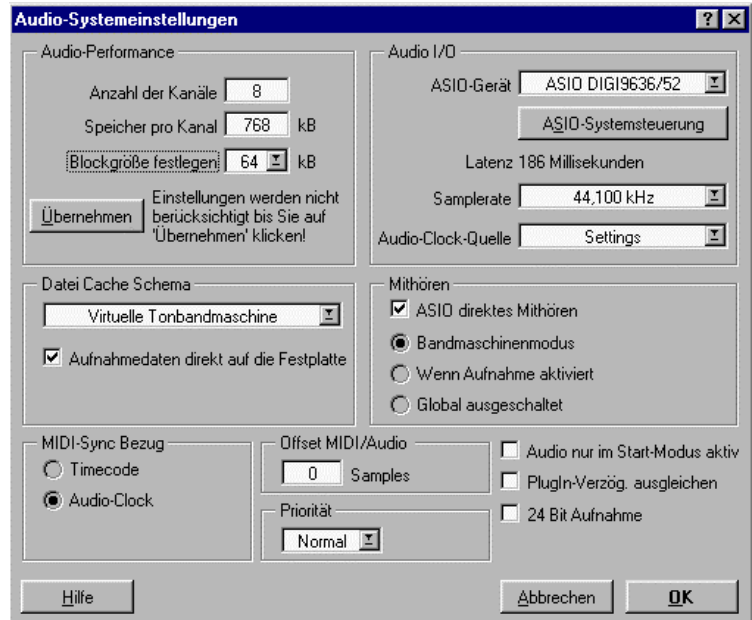 Audio-Systemeinstellungen
Audio-Performance
Anzahl der Kanäle 8
Speicher pro Kanal 768 kB
Blockgröße festlegen 64 kB
Übernehmen
Einstellungen werden nicht
berücksichtigt bis Sie auf
'Übernehmen' klicken!
Audio I/O
ASIO-Gerät ASIO DIGI9636/52
ASIO-Systemsteuerung
Latenz 186 Millisekunden
Samplerate 44,100 kHz
Audio-Clock-Quelle Settings
Datei Cache Schema
Virtuelle Tonbandmaschine
Aufnahmedaten direkt auf die Festplatte
Mithören
ASIO direktes Mithören
Bandmaschinenmodus
Wenn Aufnahme aktiviert
Global ausgeschaltet
MIDI-Sync Bezug
Timecode
Audio-Clock
Offset MIDI/Audio
0 Samples
Priorität
Normal
Audio nur im Start-Modus aktiv
PlugIn-Verzög. ausgleichen
24 Bit Aufnahme
Hilfe
Abbrechen
OK